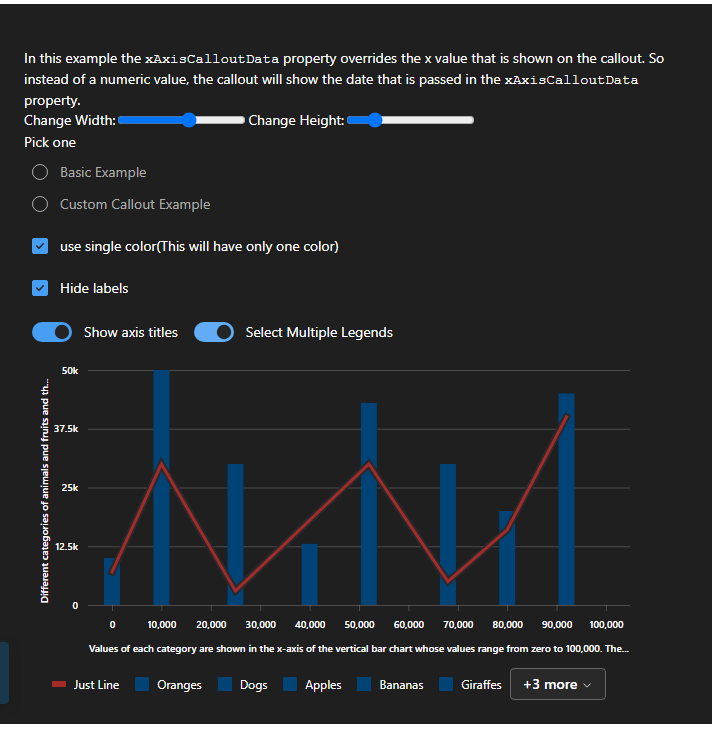 In this example the xAxisCalloutData property overrides the x value that is shown on the callout. So
instead of a numeric value, the callout will show the date that is passed in the xAxisCalloutData
property.
Change Width: Change Height:
Pick one
Basic Example
Custom Callout Example
use single color(This will have only one color)
Hide labels
Show axis titles Select Multiple Legends
Different categories of animals and fruits and th...
50k
37.5k
25k
12.5k
0
0 10,000 20,000 30,000 40,000 50,000 60,000 70,000 80,000 90,000 100,000
Values of each category are shown in the x-axis of the vertical bar chart whose values range from zero to 100,000. The...
Just Line Oranges Dogs Apples Bananas Giraffes +3 more